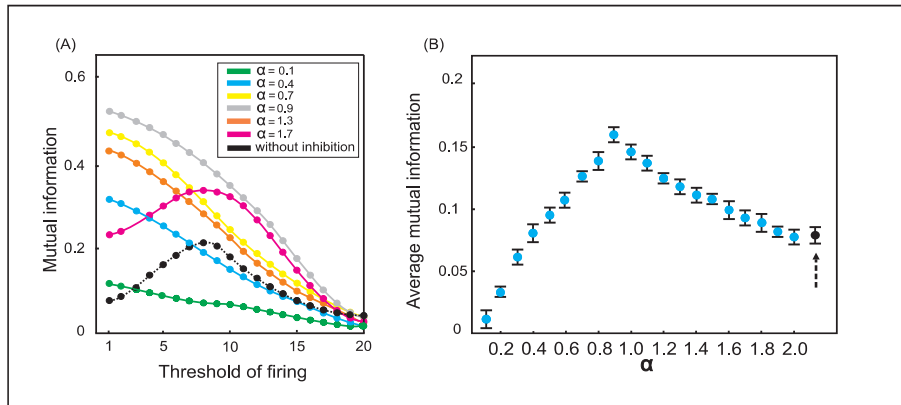 (A)
Mutual information
0.6
0.4
0.2
0
1
5
10
15
20
Threshold of firing
α = 0.1
α = 0.4
α = 0.7
α = 0.9
α = 1.3
α = 1.7
without inhibition
(B)
Average mutual information
0.2
0.15
0.1
0.05
0
0.2 0.4 0.6 0.8 1.0 1.2 1.4 1.6 1.8 2.0
α